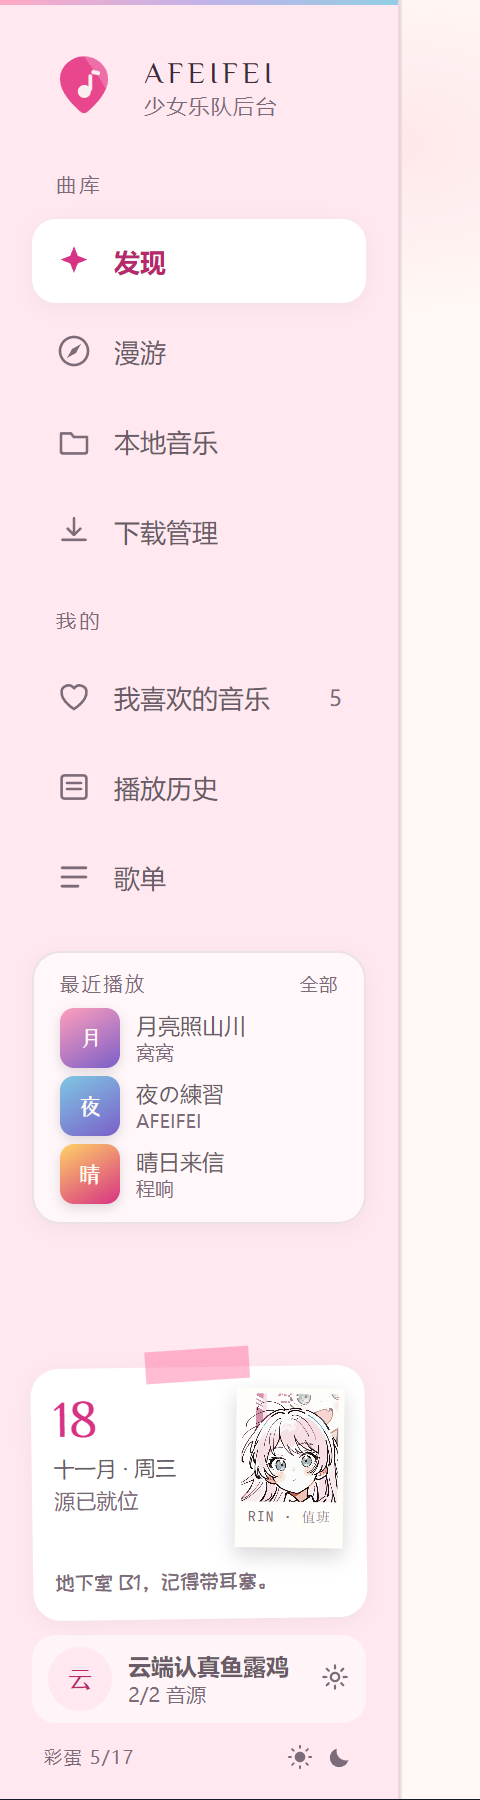 AFEIFEI
少女乐队后台
曲库
发现
漫游
本地音乐
下载管理
我的
我喜欢的音乐 5
播放历史
歌单
最近播放 全部
月 月亮照山川
窝窝
夜 夜の練習
AFEIFEI
晴 晴日来信
程响
18
十一月 · 周三
源已就位
RIN · 值班
地下室 B1，记得带耳塞。
云 云端认真鱼露鸡
2/2 音源
彩蛋 5/17